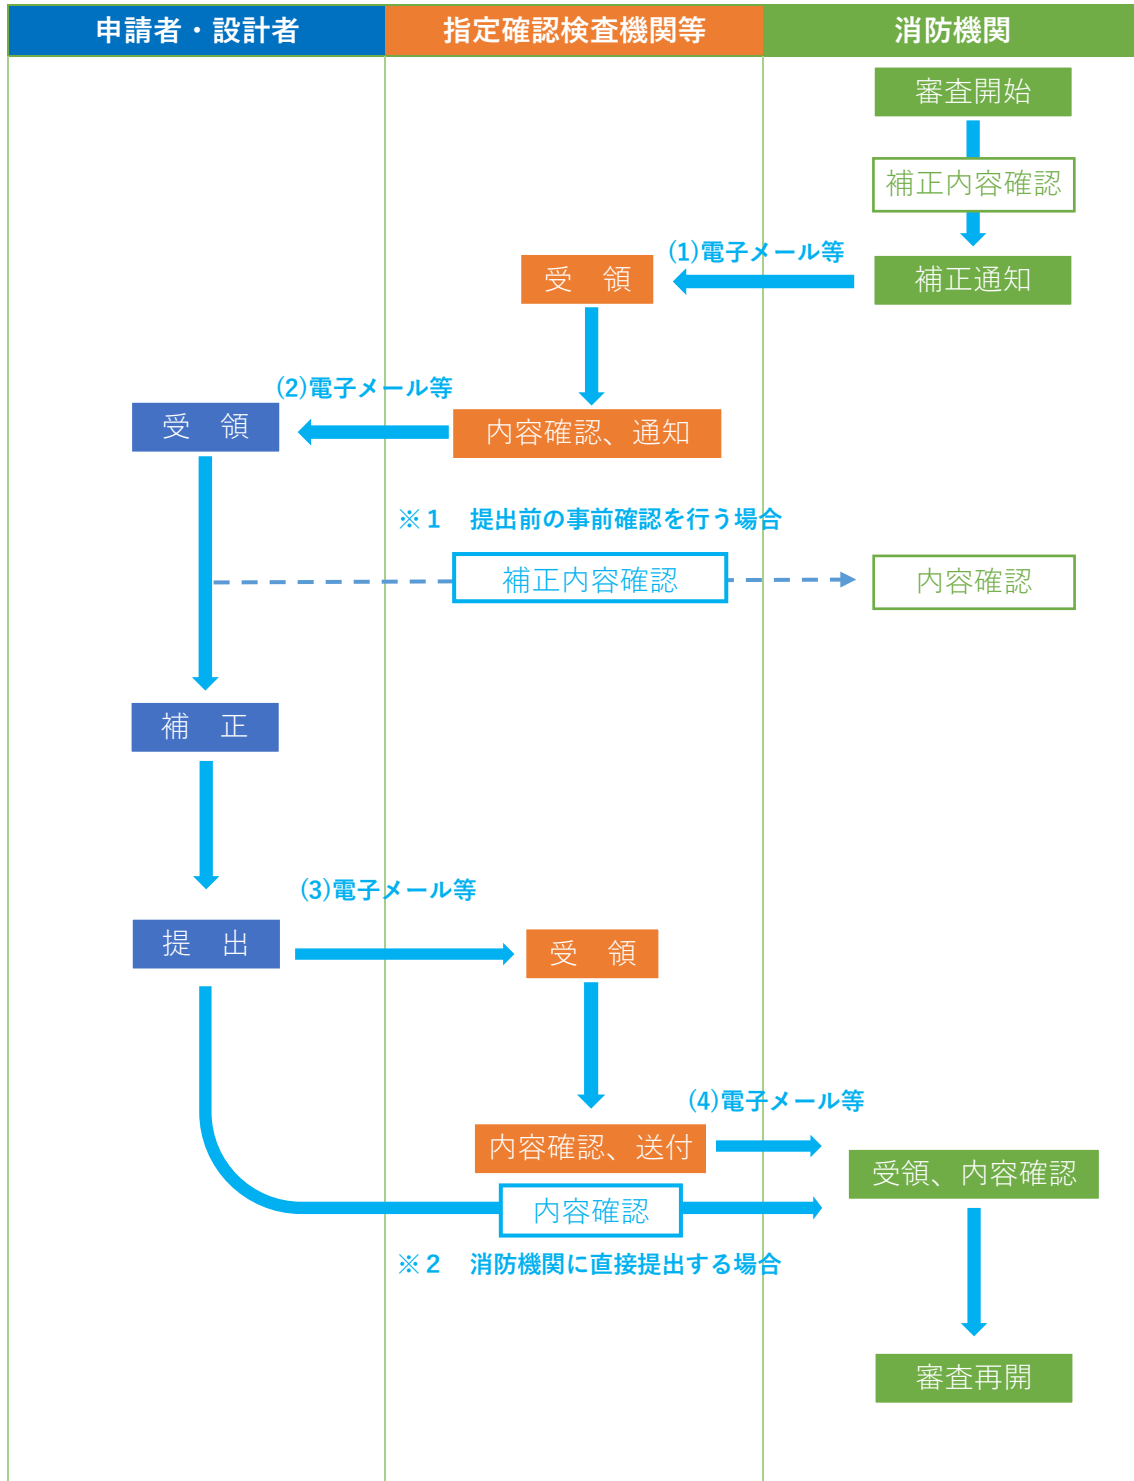 申請者・設計者
指定確認検査機関等
消防機関
審査開始
補正内容確認
(1)電子メール等
受　領
補正通知
(2)電子メール等
受　領
内容確認、通知
※１　提出前の事前確認を行う場合
補正内容確認
内容確認
補　正
(3)電子メール等
提　出
受　領
(4)電子メール等
内容確認、送付
受領、内容確認
内容確認
※２　消防機関に直接提出する場合
審査再開